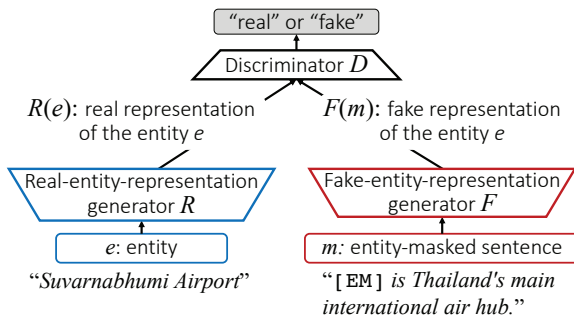 “real” or “fake”
Discriminator D
R(e): real representation
of the entity e
F(m): fake representation
of the entity e
Real-entity-representation
generator R
Fake-entity-representation
generator F
e: entity
m: entity-masked sentence
“Suvarnabhumi Airport”
“[EM] is Thailand's main
international air hub.”